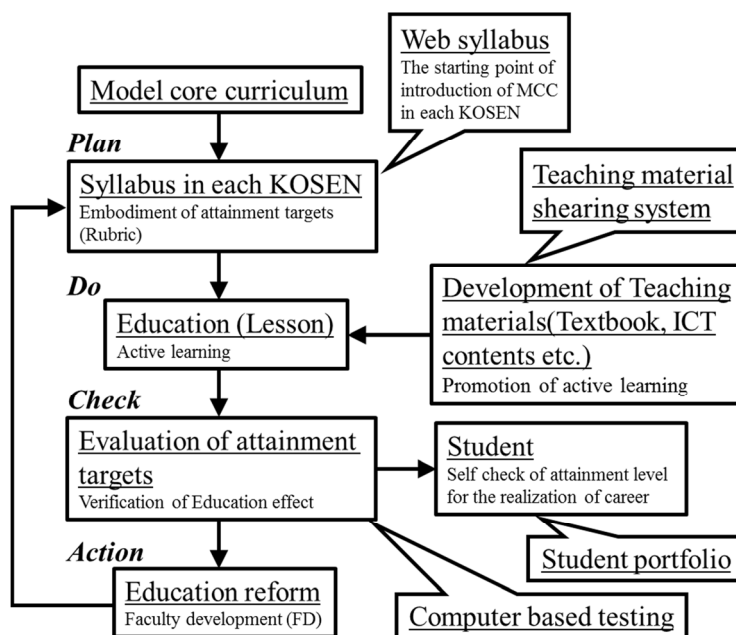 Model core curriculum
Web syllabus
The starting point of
introduction of MCC
in each KOSEN
Plan
Syllabus in each KOSEN
Embodiment of attainment targets
(Rubric)
Teaching material
shearing system
Do
Education (Lesson)
Active learning
Development of Teaching
materials(Textbook, ICT
contents etc.)
Promotion of active learning
Check
Evaluation of attainment
targets
Verification of Education effect
Student
Self check of attainment level
for the realization of career
Student portfolio
Action
Education reform
Faculty development (FD)
Computer based testing